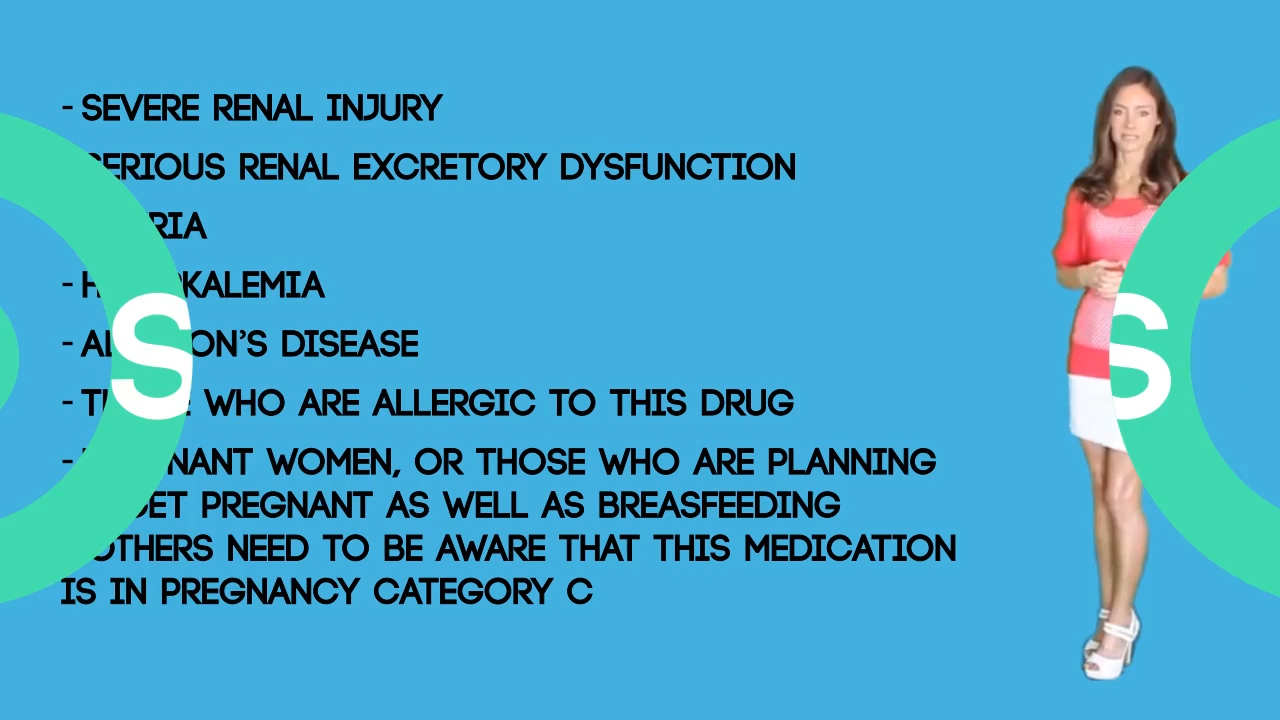 - SEVERE RENAL INJURY
RENAL EXCRETORY DYSFUNCTION
-
- DISEASE
- WHO ARE ALLERGIC TO THIS DRUG
- WOMEN, OR THOSE WHO ARE PLANNING
PREGNANT AS WELL AS BREASFEEDING
NEED TO BE AWARE THAT THIS MEDICATION
IS IN PREGNANCY CATEGORY C
S
S